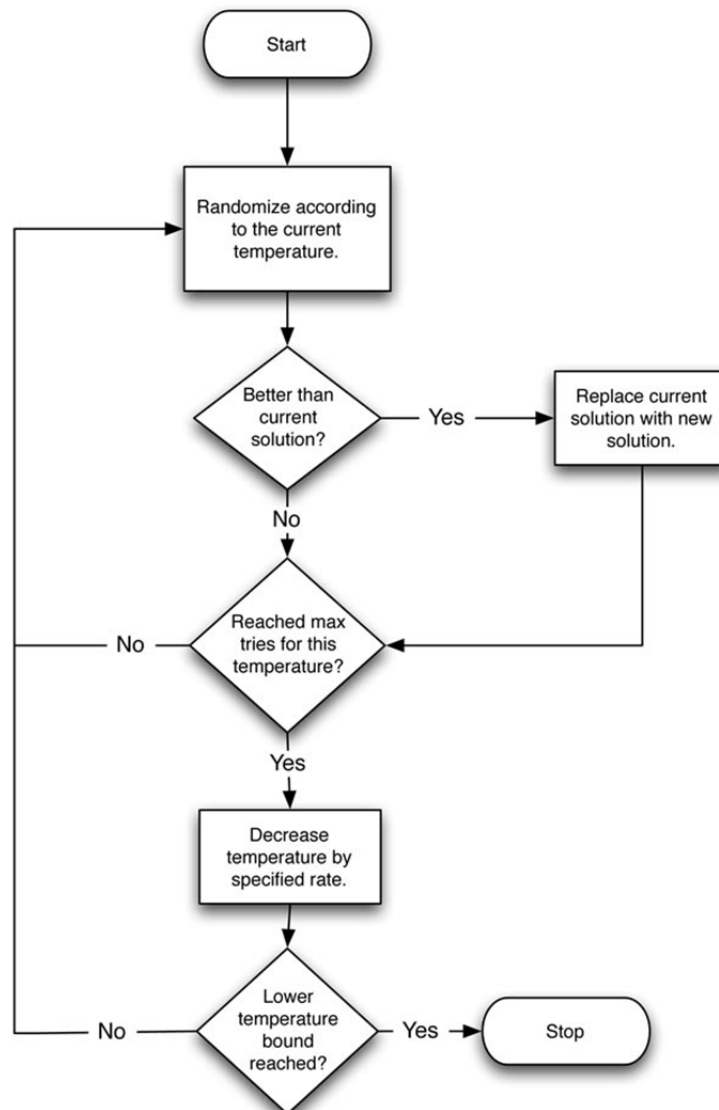 Start
Randomize according
to the current
temperature.
Better than
current
solution?
Yes
Replace current
solution with new
solution.
No
Reached max
tries for this
temperature?
No
Yes
Decrease
temperature by
specified rate.
Lower
temperature
bound
reached?
No
Yes
Stop